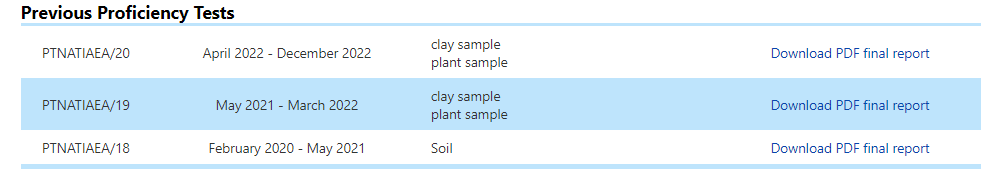 Previous Proficiency Tests
PTNATIAEA/20 April 2022 - December 2022 clay sample
plant sample Download PDF final report
PTNATIAEA/19 May 2021 - March 2022 clay sample
plant sample Download PDF final report
PTNATIAEA/18 February 2020 - May 2021 Soil Download PDF final report